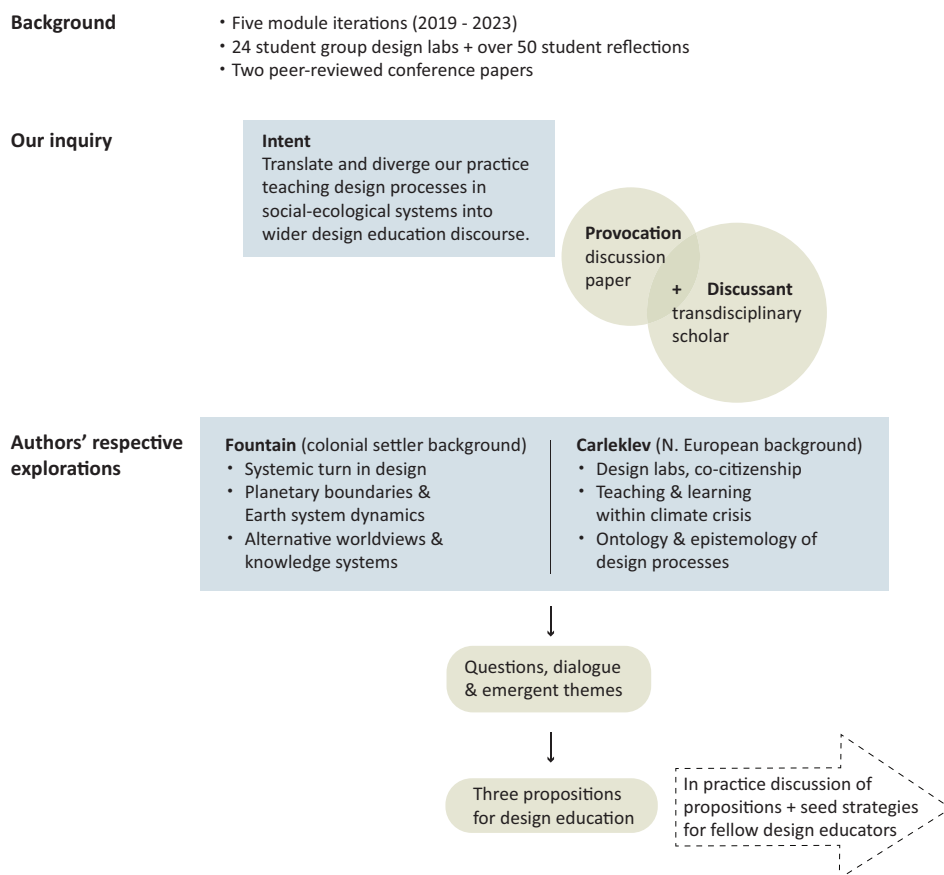 Background
• Five module iterations (2019 - 2023)
• 24 student group design labs + over 50 student reflections
• Two peer-reviewed conference papers
Our inquiry
Intent
Translate and diverge our practice
teaching design processes in
social-ecological systems into
wider design education discourse.
Provocation
discussion
paper
+ Discussant
transdisciplinary
scholar
Authors’ respective
explorations
Fountain (colonial settler background)
• Systemic turn in design
• Planetary boundaries &
Earth system dynamics
• Alternative worldviews &
knowledge systems
Carleklev (N. European background)
• Design labs, co-citizenship
• Teaching & learning
within climate crisis
• Ontology & epistemology of
design processes
Questions, dialogue
& emergent themes
Three propositions
for design education
In practice discussion of
propositions + seed strategies
for fellow design educators